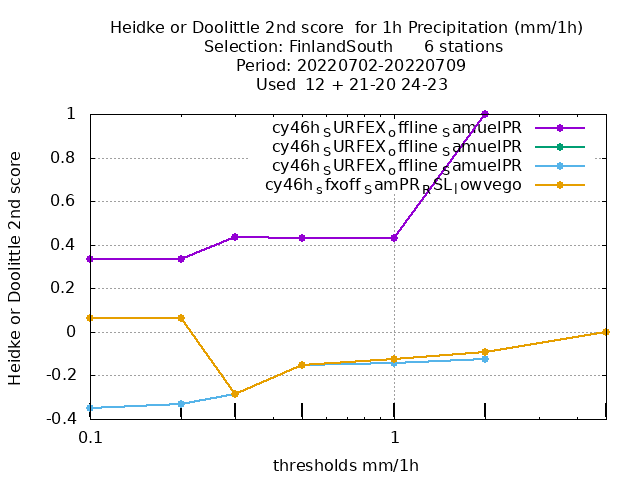 Heidke or Doolittle 2nd score  for 1h Precipitation (mm/1h)
Selection: FinlandSouth      6 stations
Period: 20220702-20220709
Used  12 + 21-20 24-23
cy46h_SURFEX_offline_SamuelPR
cy46h_SURFEX_offline_SamuelPR
cy46h_SURFEX_offline_SamuelPR
cy46h_sfxoff_SamPR_RSL_lowvego
1
0.8
0.6
0.4
0.2
0
-0.2
-0.4
Heidke or Doolittle 2nd score
0.1
1
thresholds mm/1h